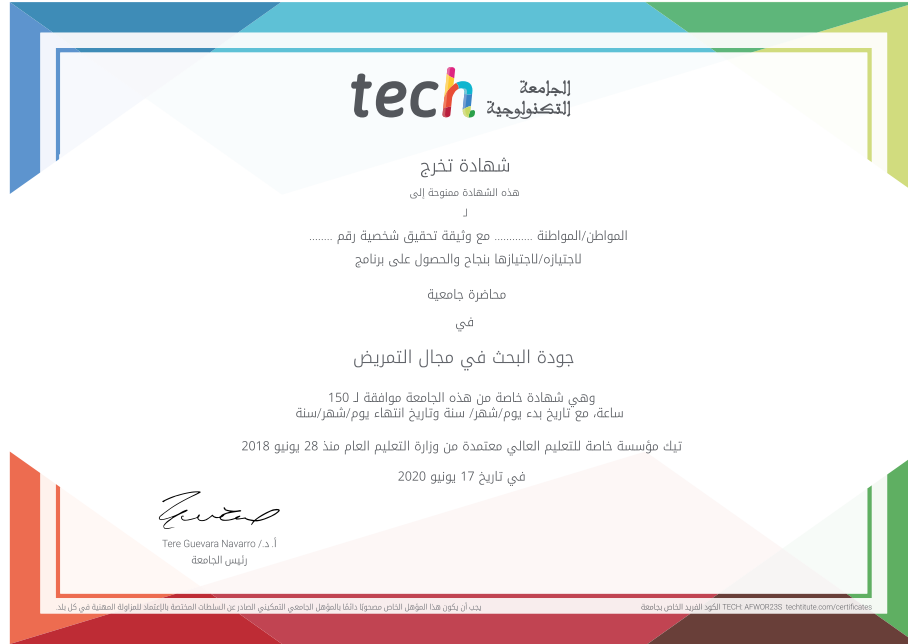 tech
الجامعة
التكنولوجية
شهادة تخرج
هذه الشهادة ممنوحة إلى
لـ
المواطن/المواطنة ............. مع وثيقة تحقيق شخصية رقم ........
لاجتيازه/لاجتيازها بنجاح والحصول على برنامج
محاضرة جامعية
في
جودة البحث في مجال التمريض
وهي شهادة خاصة من هذه الجامعة موافقة لـ 150
ساعة، مع تاريخ بدء يوم/شهر/ سنة وتاريخ انتهاء يوم/شهر/سنة
تيك مؤسسة خاصة للتعليم العالي معتمدة من وزارة التعليم العام منذ 28 يونيو 2018
في تاريخ 17 يونيو 2020
أ. د./ Tere Guevara Navarro
رئيس الجامعة
يجب أن يكون هذا المؤهل الخاص مصحوبًا دائمًا بالمؤهل الجامعي التمكيني الصادر عن السلطات المختصة بالإعتماد للمزاولة المهنية في كل بلد.
الكود الفريد الخاص بجامعة TECH: AFWOR23S techtitute.com/certificates